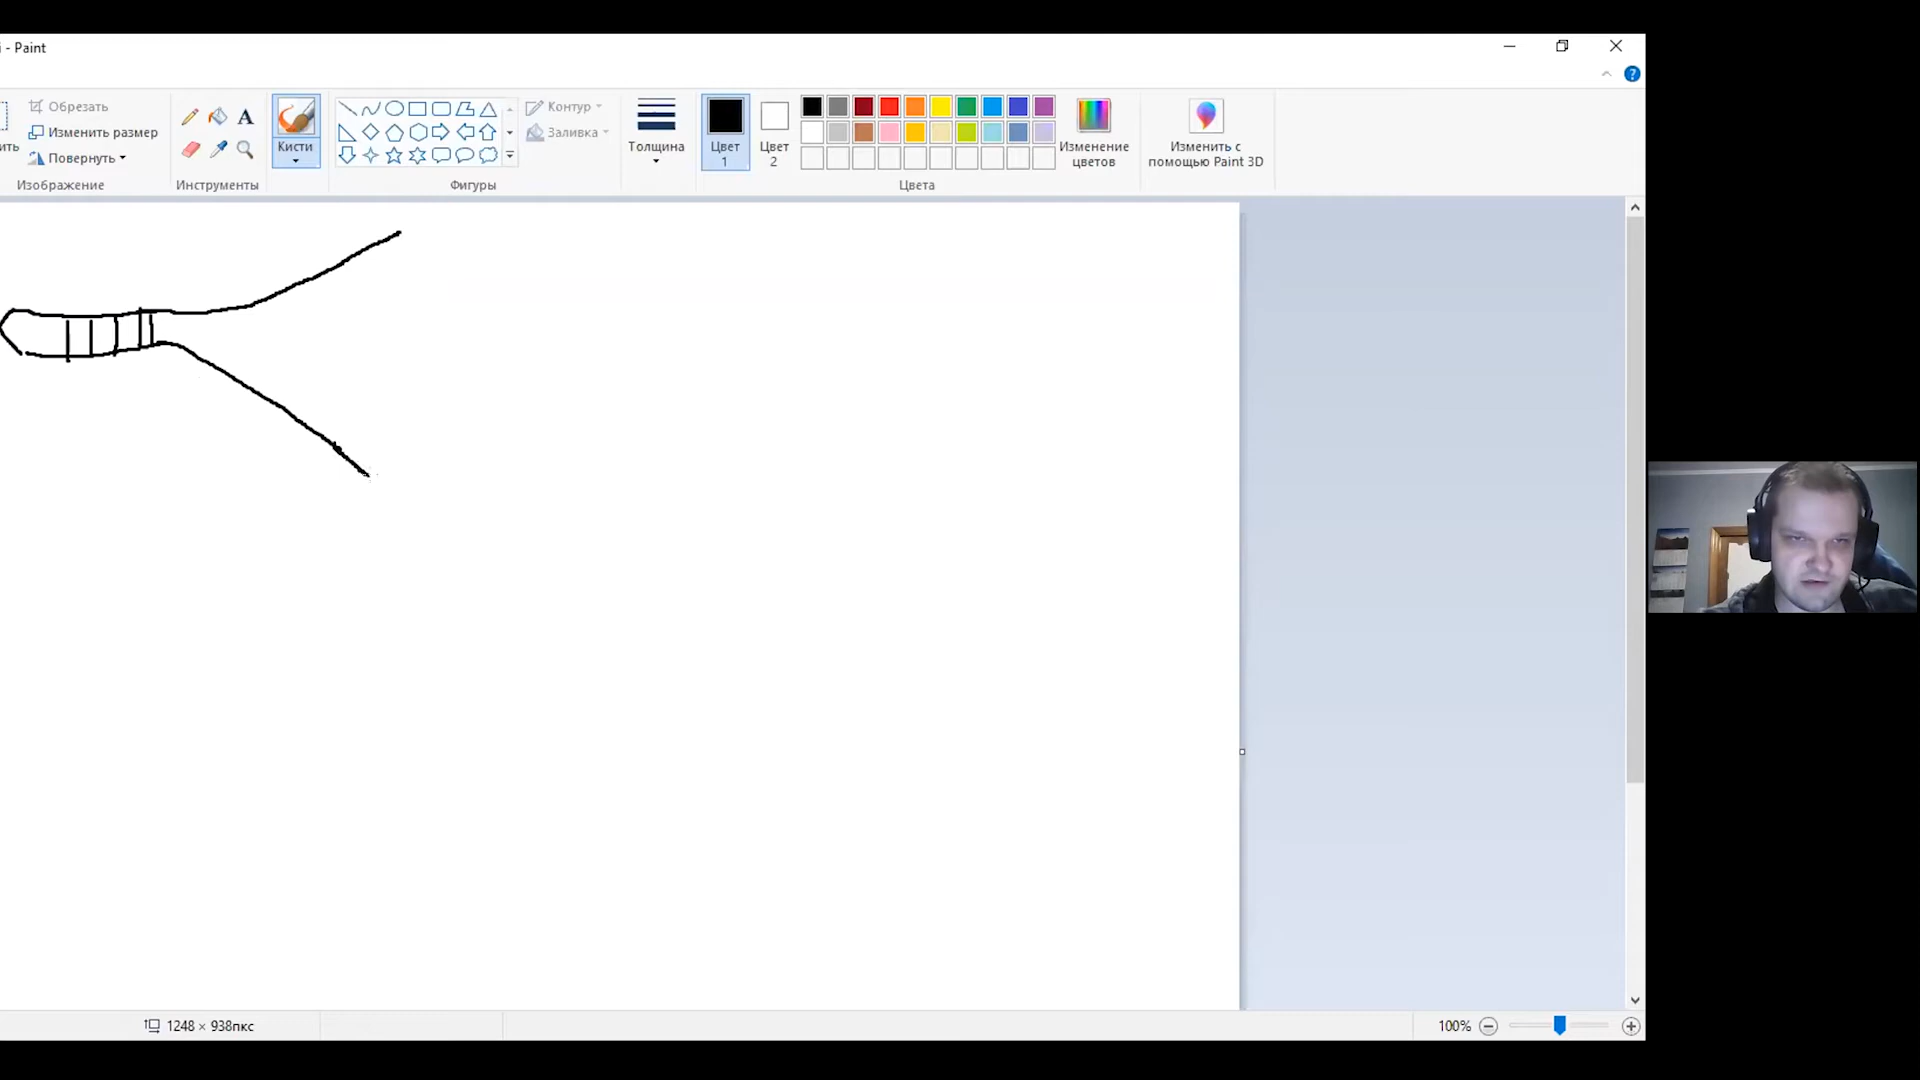 i - Paint
Обрезать
Изменить размер
Повернуть
ить
Изображение
A
Инструменты
Кисти
Контур
Заливка
Фигуры
Толщина
Цвет
1
Цвет
2
Изменение
цветов
Цвета
Изменить с
помощью Paint 3D
?
1248 × 938пкс
100%